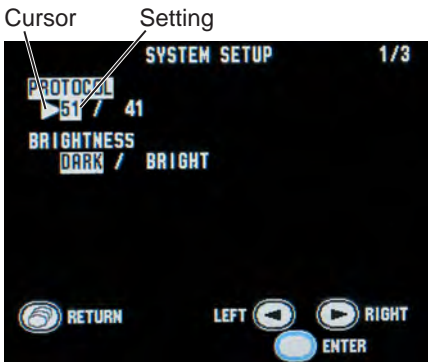 Cursor Setting
SYSTEM SETUP 1/3
PROTOCOL
51 / 41
BRIGHTNESS
DARK / BRIGHT
RETURN LEFT RIGHT
ENTER